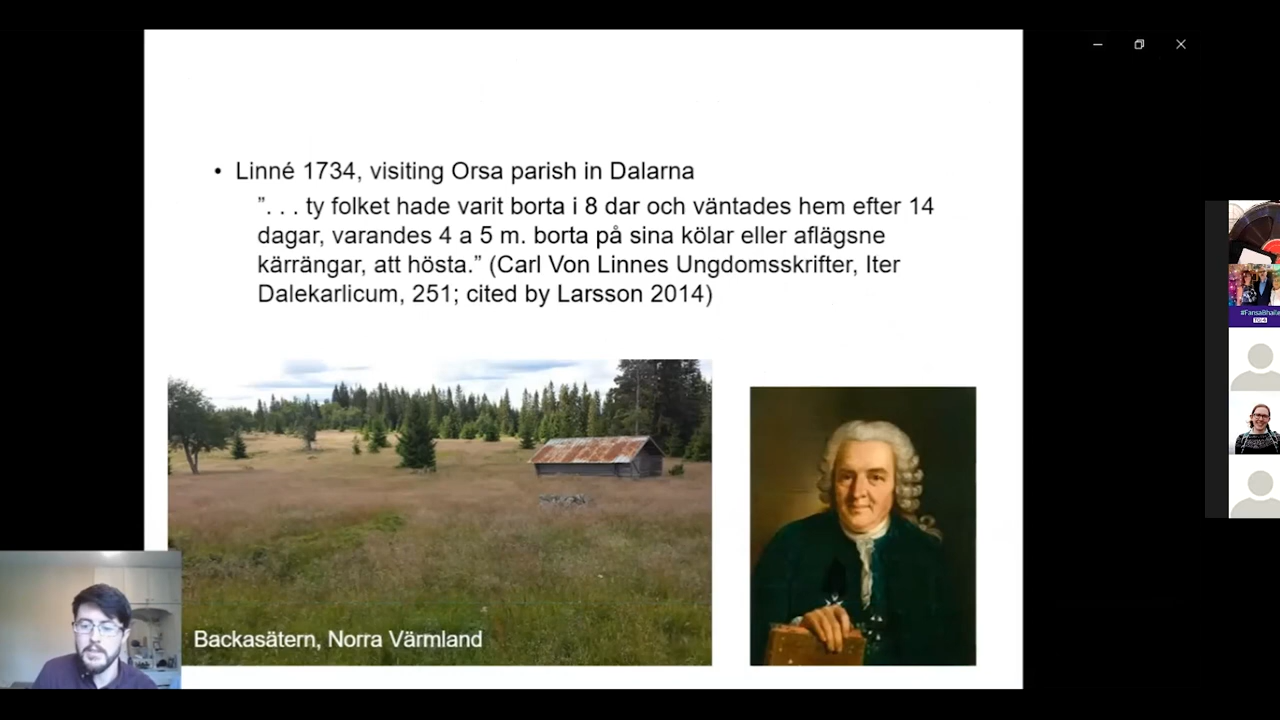 • Linné 1734, visiting Orsa parish in Dalarna
”. . . ty folket hade varit borta i 8 dar och väntades hem efter 14
dagar, varandes 4 a 5 m. borta på sina kölar eller aflägsne
kärrängar, att hösta.” (Carl Von Linnes Ungdomsskrifter, Iter
Dalekarlicum, 251; cited by Larsson 2014)
Backasätern, Norra Värmland